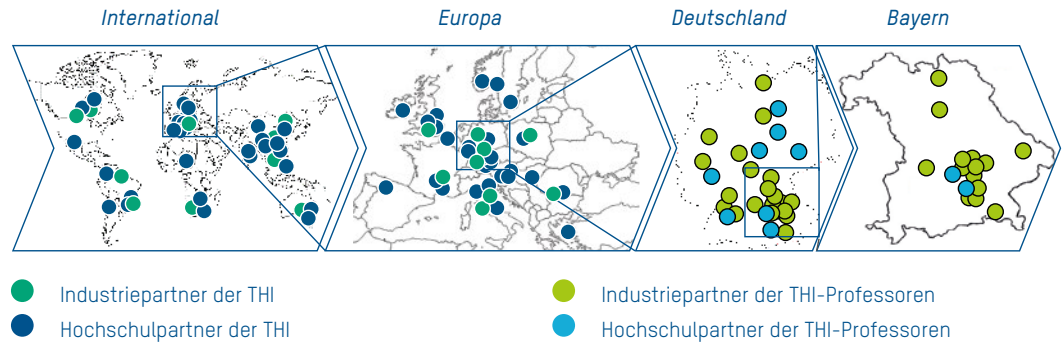 International
Europa
Deutschland
Bayern
Industriepartner der THI
Hochschulpartner der THI
Industriepartner der THI-Professoren
Hochschulpartner der THI-Professoren